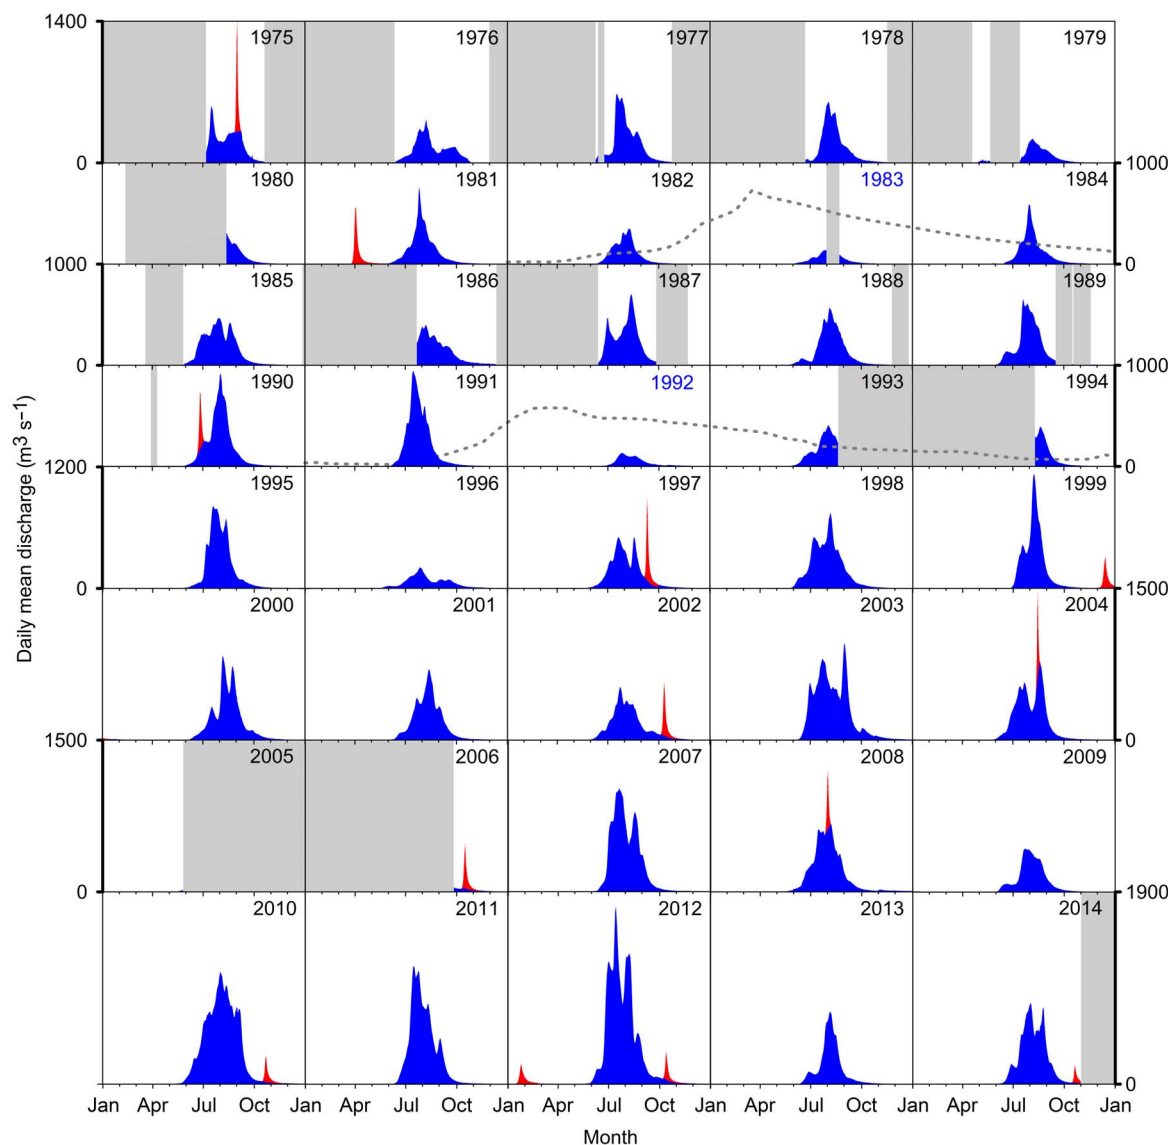 1400
1975 1976 1977 1978 1979
0 1000
1980 1981 1982 1983 1984
1000 0
1985 1986 1987 1988 1989
0 1000
1990 1991 1992 1993 1994
1200 0
1995 1996 1997 1998 1999
0 1500
2000 2001 2002 2003 2004
1500 0
2005 2006 2007 2008 2009
0 1900
2010 2011 2012 2013 2014
0
Jan Apr Jul Oct Jan Apr Jul Oct Jan Apr Jul Oct Jan Apr Jul Oct Jan Apr Jul Oct Jan
Month
Daily mean discharge (m³ s⁻¹)